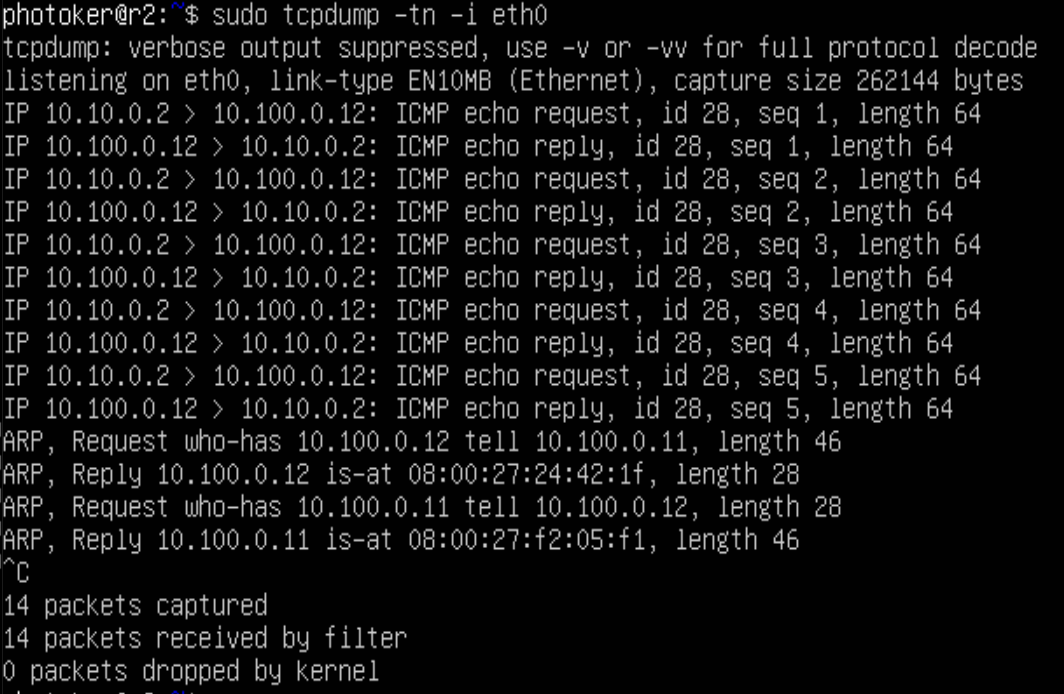 photoker@r2:~$ sudo tcpdump -tn -i eth0
tcpdump: verbose output suppressed, use -v or -vv for full protocol decode
listening on eth0, link-type EN10MB (Ethernet), capture size 262144 bytes
IP 10.10.0.2 > 10.100.0.12: ICMP echo request, id 28, seq 1, length 64
IP 10.100.0.12 > 10.10.0.2: ICMP echo reply, id 28, seq 1, length 64
IP 10.10.0.2 > 10.100.0.12: ICMP echo request, id 28, seq 2, length 64
IP 10.100.0.12 > 10.10.0.2: ICMP echo reply, id 28, seq 2, length 64
IP 10.10.0.2 > 10.100.0.12: ICMP echo request, id 28, seq 3, length 64
IP 10.100.0.12 > 10.10.0.2: ICMP echo reply, id 28, seq 3, length 64
IP 10.10.0.2 > 10.100.0.12: ICMP echo request, id 28, seq 4, length 64
IP 10.100.0.12 > 10.10.0.2: ICMP echo reply, id 28, seq 4, length 64
IP 10.10.0.2 > 10.100.0.12: ICMP echo request, id 28, seq 5, length 64
IP 10.100.0.12 > 10.10.0.2: ICMP echo reply, id 28, seq 5, length 64
ARP, Request who-has 10.100.0.12 tell 10.100.0.11, length 46
ARP, Reply 10.100.0.12 is-at 08:00:27:24:42:1f, length 28
ARP, Request who-has 10.100.0.11 tell 10.100.0.12, length 28
ARP, Reply 10.100.0.11 is-at 08:00:27:f2:05:f1, length 46
^C
14 packets captured
14 packets received by filter
0 packets dropped by kernel